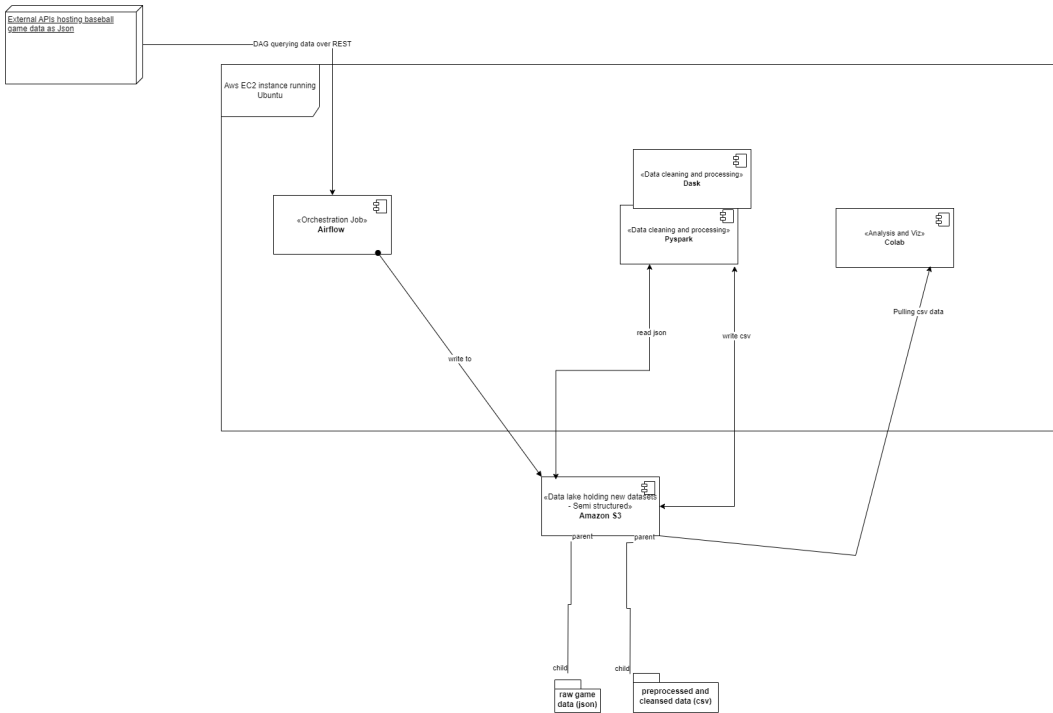 External APIs hosting baseball
game data as Json
DAG querying data over REST
Aws EC2 instance running
Ubuntu
«Data cleaning and processing»
Dask
«Orchestration Job»
Airflow
«Data cleaning and processing»
Pyspark
«Analysis and Viz»
Colab
Pulling csv data
read json
write csv
write to
«Data lake holding new datasets
- Semi structured»
Amazon S3
parent
parent
child
child
raw game
data (json)
preprocessed and
cleansed data (csv)